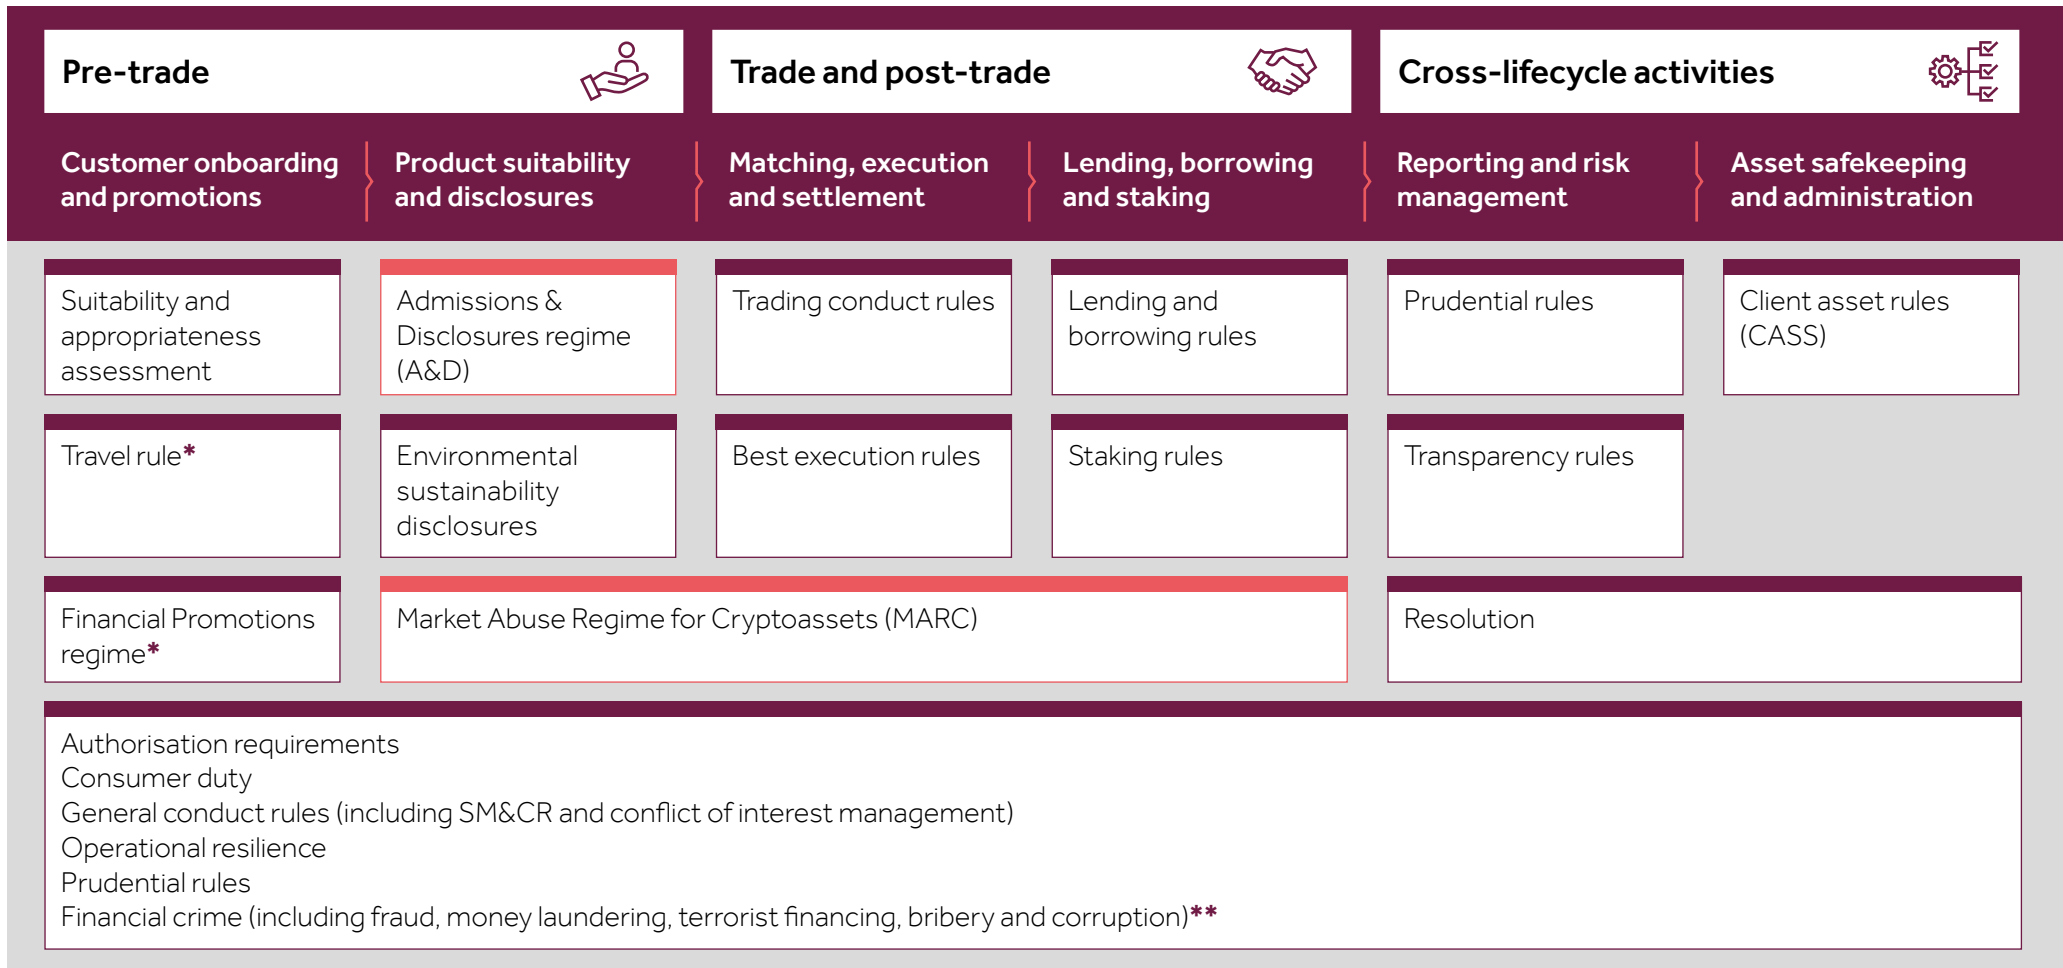 Pre-trade
Trade and post-trade
Cross-lifecycle activities
Customer onboarding
and promotions
Product suitability
and disclosures
Matching, execution
and settlement
Lending, borrowing
and staking
Reporting and risk
management
Asset safekeeping
and administration
Suitability and
appropriateness
assessment
Admissions &
Disclosures regime
(A&D)
Trading conduct rules
Lending and
borrowing rules
Prudential rules
Client asset rules
(CASS)
Travel rule*
Environmental
sustainability
disclosures
Best execution rules
Staking rules
Transparency rules
Financial Promotions
regime*
Market Abuse Regime for Cryptoassets (MARC)
Resolution
Authorisation requirements
Consumer duty
General conduct rules (including SM&CR and conflict of interest management)
Operational resilience
Prudential rules
Financial crime (including fraud, money laundering, terrorist financing, bribery and corruption)**